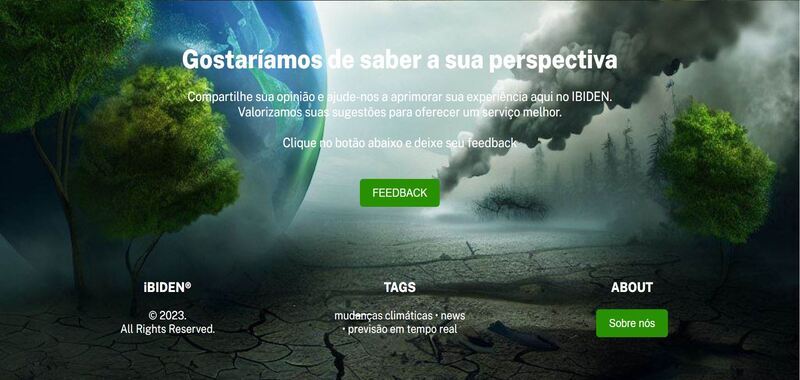 Gostaríamos de saber a sua perspectiva
Compartilhe sua opinião e ajude-nos a aprimorar sua experiência aqui no IBIDEN.
Valorizamos suas sugestões para oferecer um serviço melhor.
Clique no botão abaixo e deixe seu feedback
FEEDBACK
iBIDEN®
© 2023.
All Rights Reserved.
TAGS
mudanças climáticas • news
• previsão em tempo real
ABOUT
Sobre nós